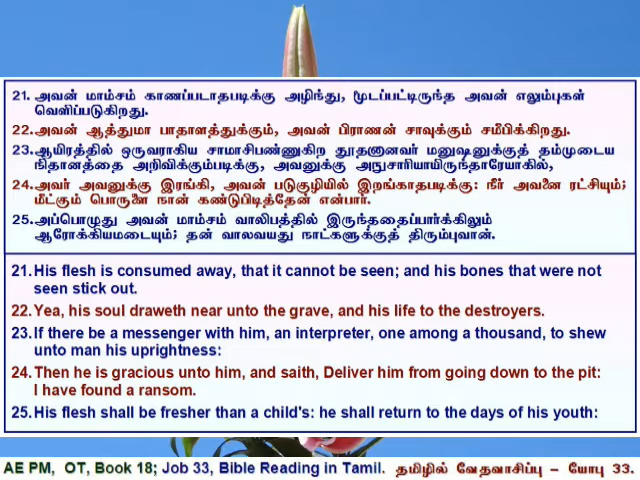 21. அவன் மாம்சம் காணப்படாதபடிக்கு அழிந்து, மூடப்பட்டிருந்த அவன் எலும்புகள்
வெளிப்படுகிறது.
22. அவன் ஆத்துமா பாதாளத்துக்கும், அவன் பிராணன் சாவுக்கும் சமீபிக்கிறது.
23. ஆயிரத்தில் ஒருவராகிய சாமாசிபண்ணுகிற தூதனானவர் மனுஷனுக்குத் தம்முடைய
நிதானத்தை அறிவிக்கும்படிக்கு, அவனுக்கு அநுசாரியாயிருந்தாரேயாகில்,
24. அவர் அவனுக்கு இரங்கி, அவன் படுகுழியில் இறங்காதபடிக்கு: நீர் அவனை ரட்சியும்;
மீட்கும் பொருளை நான் கண்டுபிடித்தேன் என்பார்.
25. அப்பொழுது அவன் மாம்சம் வாலிபத்தில் இருந்ததைப்பார்க்கிலும்
ஆரோக்கியமடையும்; தன் வாலவயது நாட்களுக்குத் திரும்புவான்.
21. His flesh is consumed away, that it cannot be seen; and his bones that were not
seen stick out.
22. Yea, his soul draweth near unto the grave, and his life to the destroyers.
23. If there be a messenger with him, an interpreter, one among a thousand, to shew
unto man his uprightness:
24. Then he is gracious unto him, and saith, Deliver him from going down to the pit:
I have found a ransom.
25. His flesh shall be fresher than a child's: he shall return to the days of his youth:
AE PM, OT, Book 18; Job 33, Bible Reading in Tamil. தமிழில் வேதவாசிப்பு – யோபு 33.